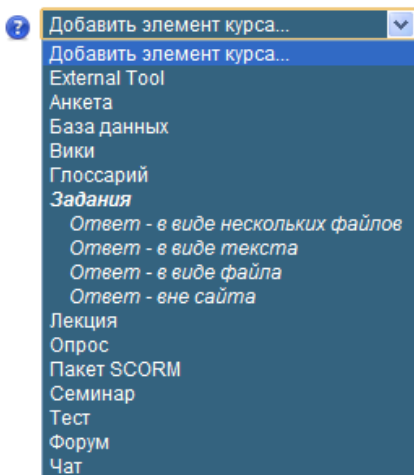 Добавить элемент курса...
Добавить элемент курса...
External Tool
Анкета
База данных
Вики
Глоссарий
Задания
Ответ - в виде нескольких файлов
Ответ - в виде текста
Ответ - в виде файла
Ответ - вне сайта
Лекция
Опрос
Пакет SCORM
Семинар
Тест
Форум
Чат